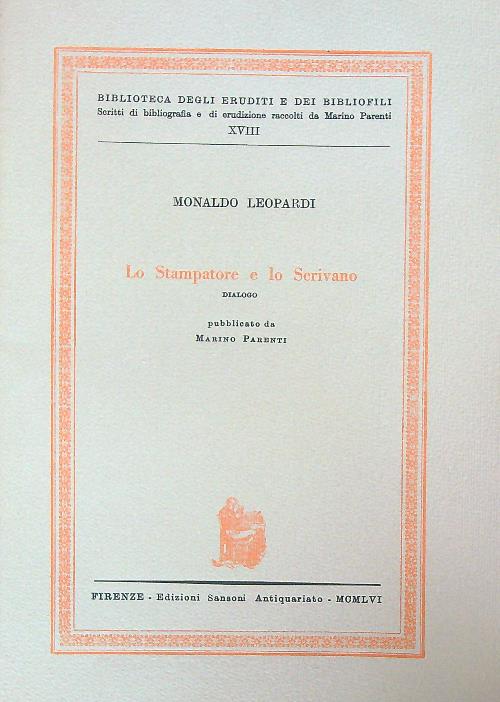 BIBLIOTECA DEGLI ERUDITI E DEI BIBLIOFILI
Scritti di bibliografia e di erudizione raccolti da Marino Parenti
XVIII
MONALDO LEOPARDI
Lo Stampatore e lo Scrivano
DIALOGO
pubblicato da
MARINO PARENTI
FIRENZE - Edizioni Sansoni Antiquariato - MCMLVI